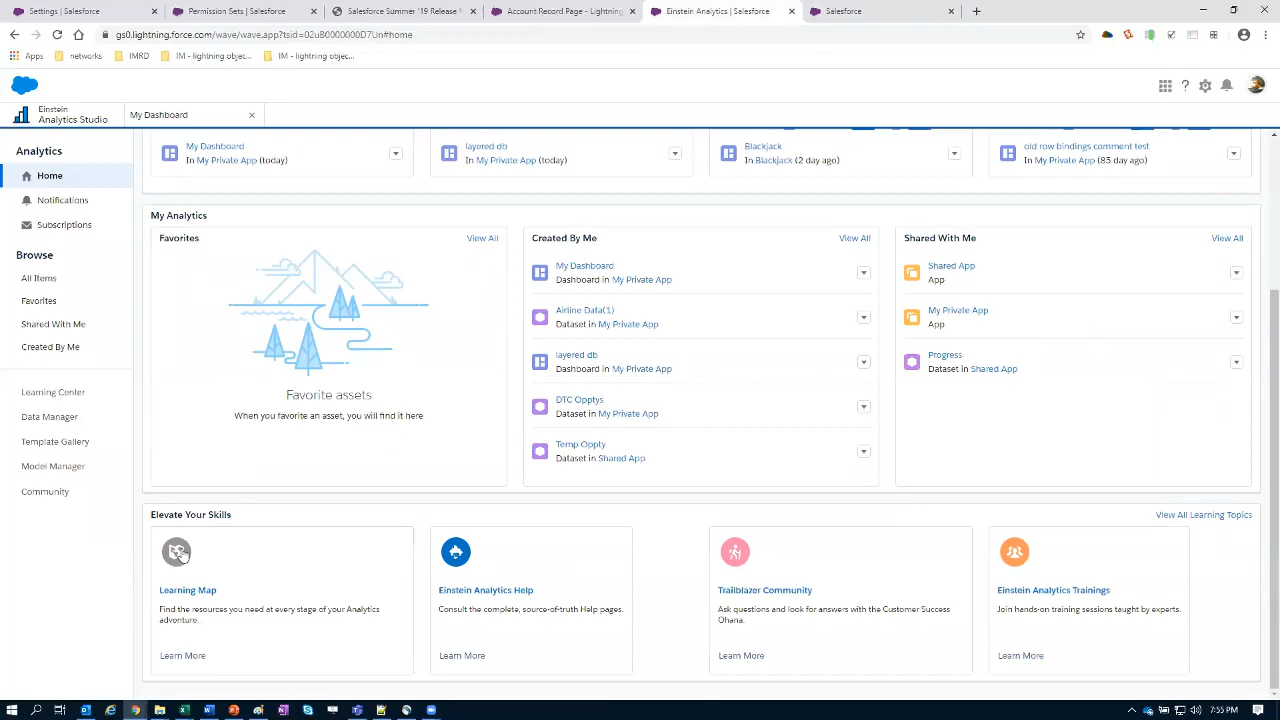 Settings | Salesforce
Permission Sets | Salesforce
Salesforce Summer '19 Release
Account Record Page - Lightning
Einstein Analytics | Salesforce
Salesforce
gs0.lightning.force.com/wave/wave.app?tsid=02u80000000D7Un#home
Apps
networks
IMRD
IM - lightning objec...
IM - lightning objec...
Einstein
Analytics Studio
My Dashboard
Analytics
Home
Notifications
Subscriptions
Browse
All Items
Favorites
Shared With Me
Created By Me
Learning Center
Data Manager
Template Gallery
Model Manager
Community
My Dashboard
In My Private App (today)
layered db
In My Private App (today)
Blackjack
In Blackjack (2 day ago)
old row bindings comment test
In My Private App (85 day ago)
My Analytics
Favorites
View All
Favorite assets
When you favorite an asset, you will find it here
Created By Me
View All
My Dashboard
Dashboard in My Private App
Airline Data(1)
Dataset in My Private App
layered db
Dashboard in My Private App
DTC Opptys
Dataset in My Private App
Temp Oppty
Dataset in Shared App
Shared With Me
View All
Shared App
App
My Private App
App
Progress
Dataset in Shared App
Elevate Your Skills
View All Learning Topics
Learning Map
Find the resources you need at every stage of your Analytics
adventure.
Learn More
Einstein Analytics Help
Consult the complete, source-of-truth Help pages.
Learn More
Trailblazer Community
Ask questions and look for answers with the Customer Success
Ohana.
Learn More
Einstein Analytics Trainings
Join hands-on training sessions taught by experts.
Learn More
7:55 PM